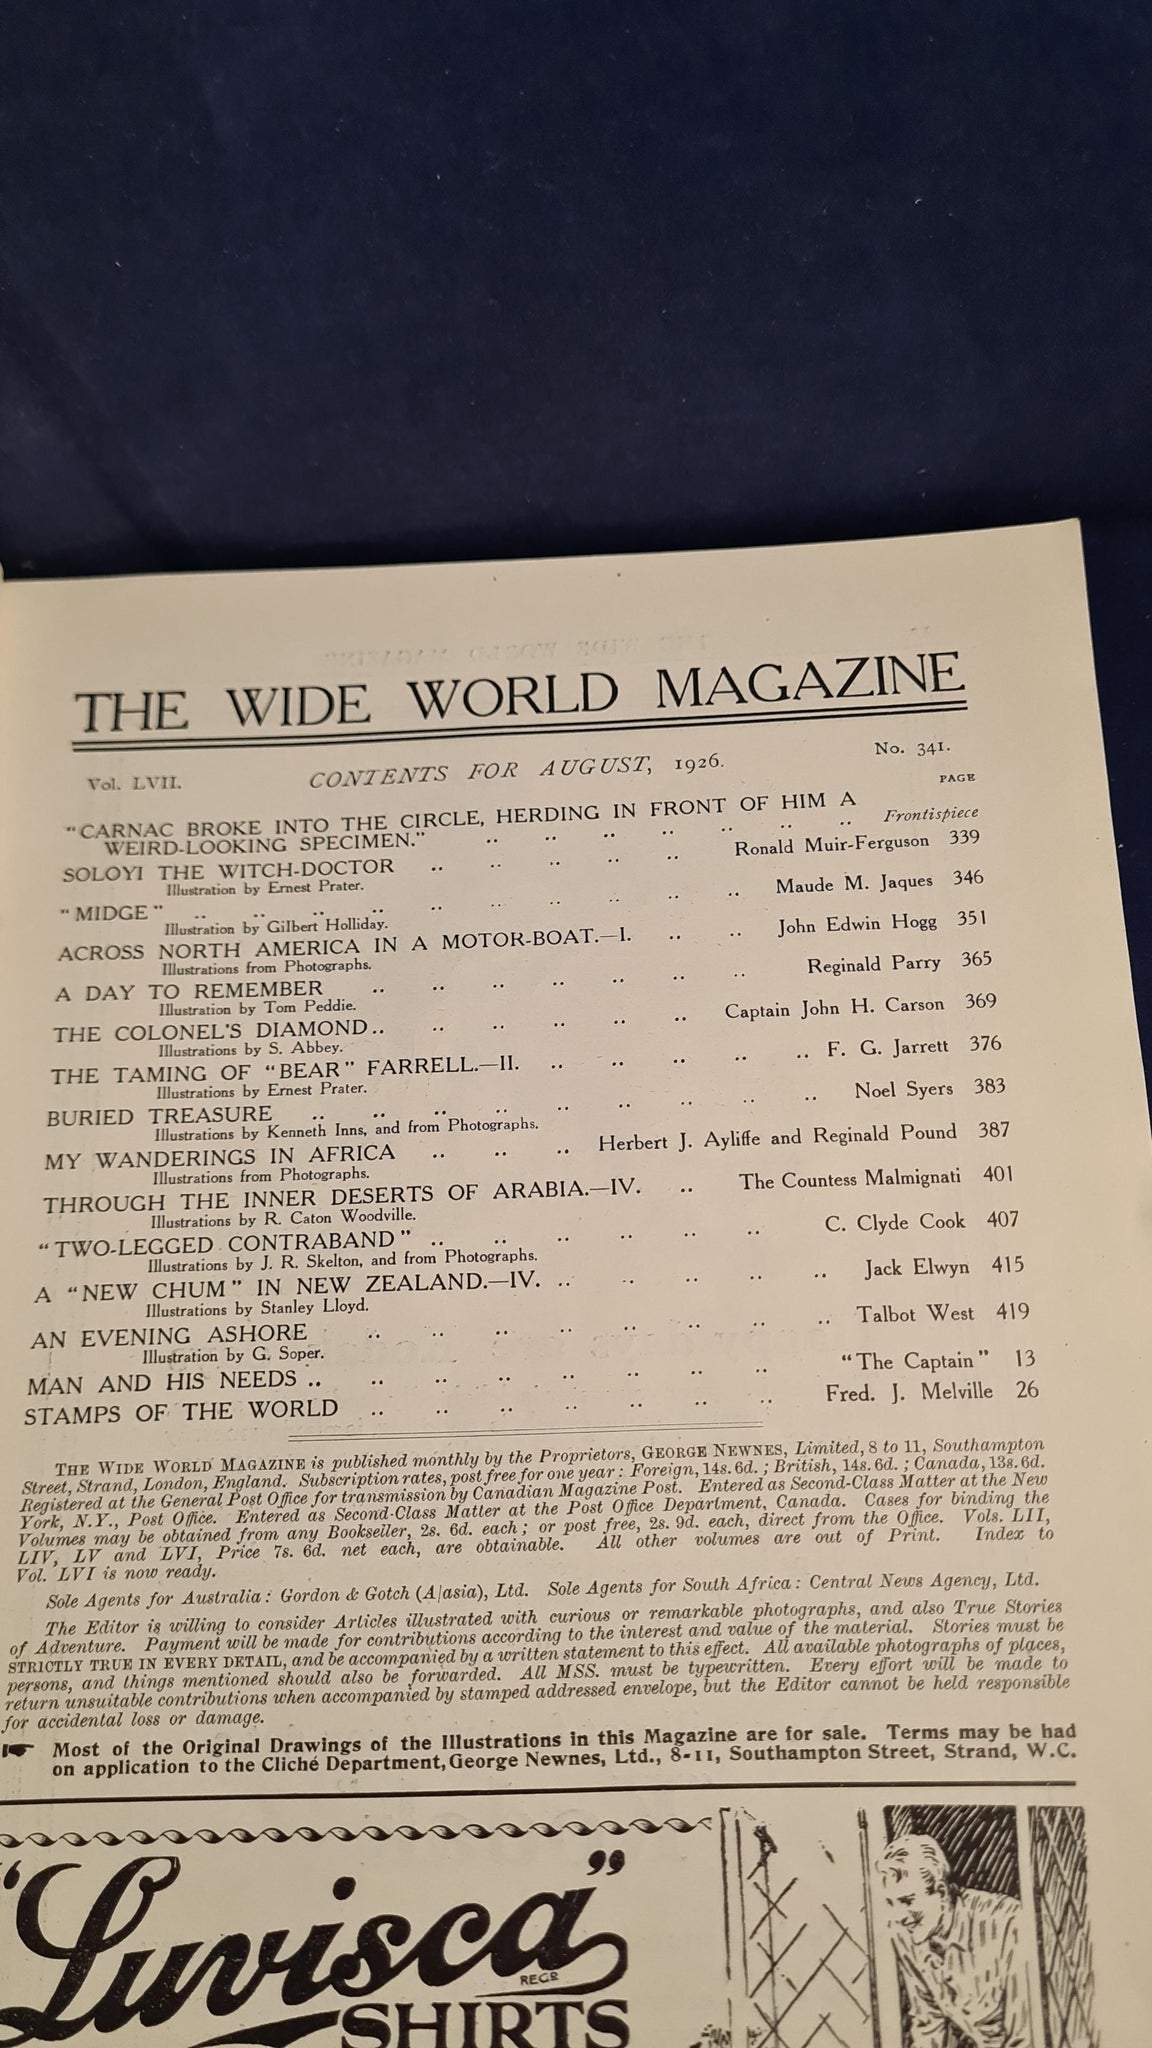 THE WIDE WORLD MAGAZINE
Vol. LVII. CONTENTS FOR AUGUST, 1926. No. 341.
PAGE
"CARNAC BROKE INTO THE CIRCLE, HERDING IN FRONT OF HIM A
WEIRD-LOOKING SPECIMEN." .. .. .. .. .. .. .. Frontispiece
SOLOYI THE WITCH-DOCTOR .. .. .. .. .. Ronald Muir-Ferguson 339
Illustration by Ernest Prater.
"MIDGE" .. .. .. .. .. .. .. .. .. .. Maude M. Jaques 346
Illustration by Gilbert Holliday.
ACROSS NORTH AMERICA IN A MOTOR-BOAT.—I. .. .. John Edwin Hogg 351
Illustrations from Photographs.
A DAY TO REMEMBER .. .. .. .. .. .. .. Reginald Parry 365
Illustration by Tom Peddie.
THE COLONEL'S DIAMOND .. .. .. .. .. .. Captain John H. Carson 369
Illustrations by S. Abbey.
THE TAMING OF "BEAR" FARRELL.—II. .. .. .. .. .. F. G. Jarrett 376
Illustrations by Ernest Prater.
BURIED TREASURE .. .. .. .. .. .. .. .. .. Noel Syers 383
Illustrations by Kenneth Inns, and from Photographs.
MY WANDERINGS IN AFRICA .. .. .. Herbert J. Ayliffe and Reginald Pound 387
Illustrations from Photographs.
THROUGH THE INNER DESERTS OF ARABIA.—IV. .. The Countess Malmignati 401
Illustrations by R. Caton Woodville.
"TWO-LEGGED CONTRABAND" .. .. .. .. .. .. C. Clyde Cook 407
Illustrations by J. R. Skelton, and from Photographs.
A "NEW CHUM" IN NEW ZEALAND.—IV. .. .. .. .. .. Jack Elwyn 415
Illustrations by Stanley Lloyd.
AN EVENING ASHORE .. .. .. .. .. .. .. .. Talbot West 419
Illustration by G. Soper.
MAN AND HIS NEEDS .. .. .. .. .. .. .. .. "The Captain" 13
STAMPS OF THE WORLD .. .. .. .. .. .. .. Fred. J. Melville 26
THE WIDE WORLD MAGAZINE is published monthly by the Proprietors, GEORGE NEWNES, Limited, 8 to 11, Southampton
Street, Strand, London, England. Subscription rates, post free for one year: Foreign, 14s. 6d.; British, 14s. 6d.; Canada, 13s. 6d.
Registered at the General Post Office for transmission by Canadian Magazine Post. Entered as Second-Class Matter at the New
York, N.Y., Post Office. Entered as Second-Class Matter at the Post Office Department, Canada. Cases for binding the
Volumes may be obtained from any Bookseller, 2s. 6d. each; or post free, 2s. 9d. each, direct from the Office. Vols. LII,
LIV, LV and LVI, Price 7s. 6d. net each, are obtainable. All other volumes are out of Print. Index to
Vol. LVI is now ready.
Sole Agents for Australia: Gordon & Gotch (A|asia), Ltd. Sole Agents for South Africa: Central News Agency, Ltd.
The Editor is willing to consider Articles illustrated with curious or remarkable photographs, and also True Stories
of Adventure. Payment will be made for contributions according to the interest and value of the material. Stories must be
STRICTLY TRUE IN EVERY DETAIL, and be accompanied by a written statement to this effect. All available photographs of places,
persons, and things mentioned should also be forwarded. All MSS. must be typewritten. Every effort will be made to
return unsuitable contributions when accompanied by stamped addressed envelope, but the Editor cannot be held responsible
for accidental loss or damage.
Most of the Original Drawings of the Illustrations in this Magazine are for sale. Terms may be had
on application to the Cliché Department, George Newnes, Ltd., 8-11, Southampton Street, Strand, W.C.
"Luvisca"
REGD
SHIRTS